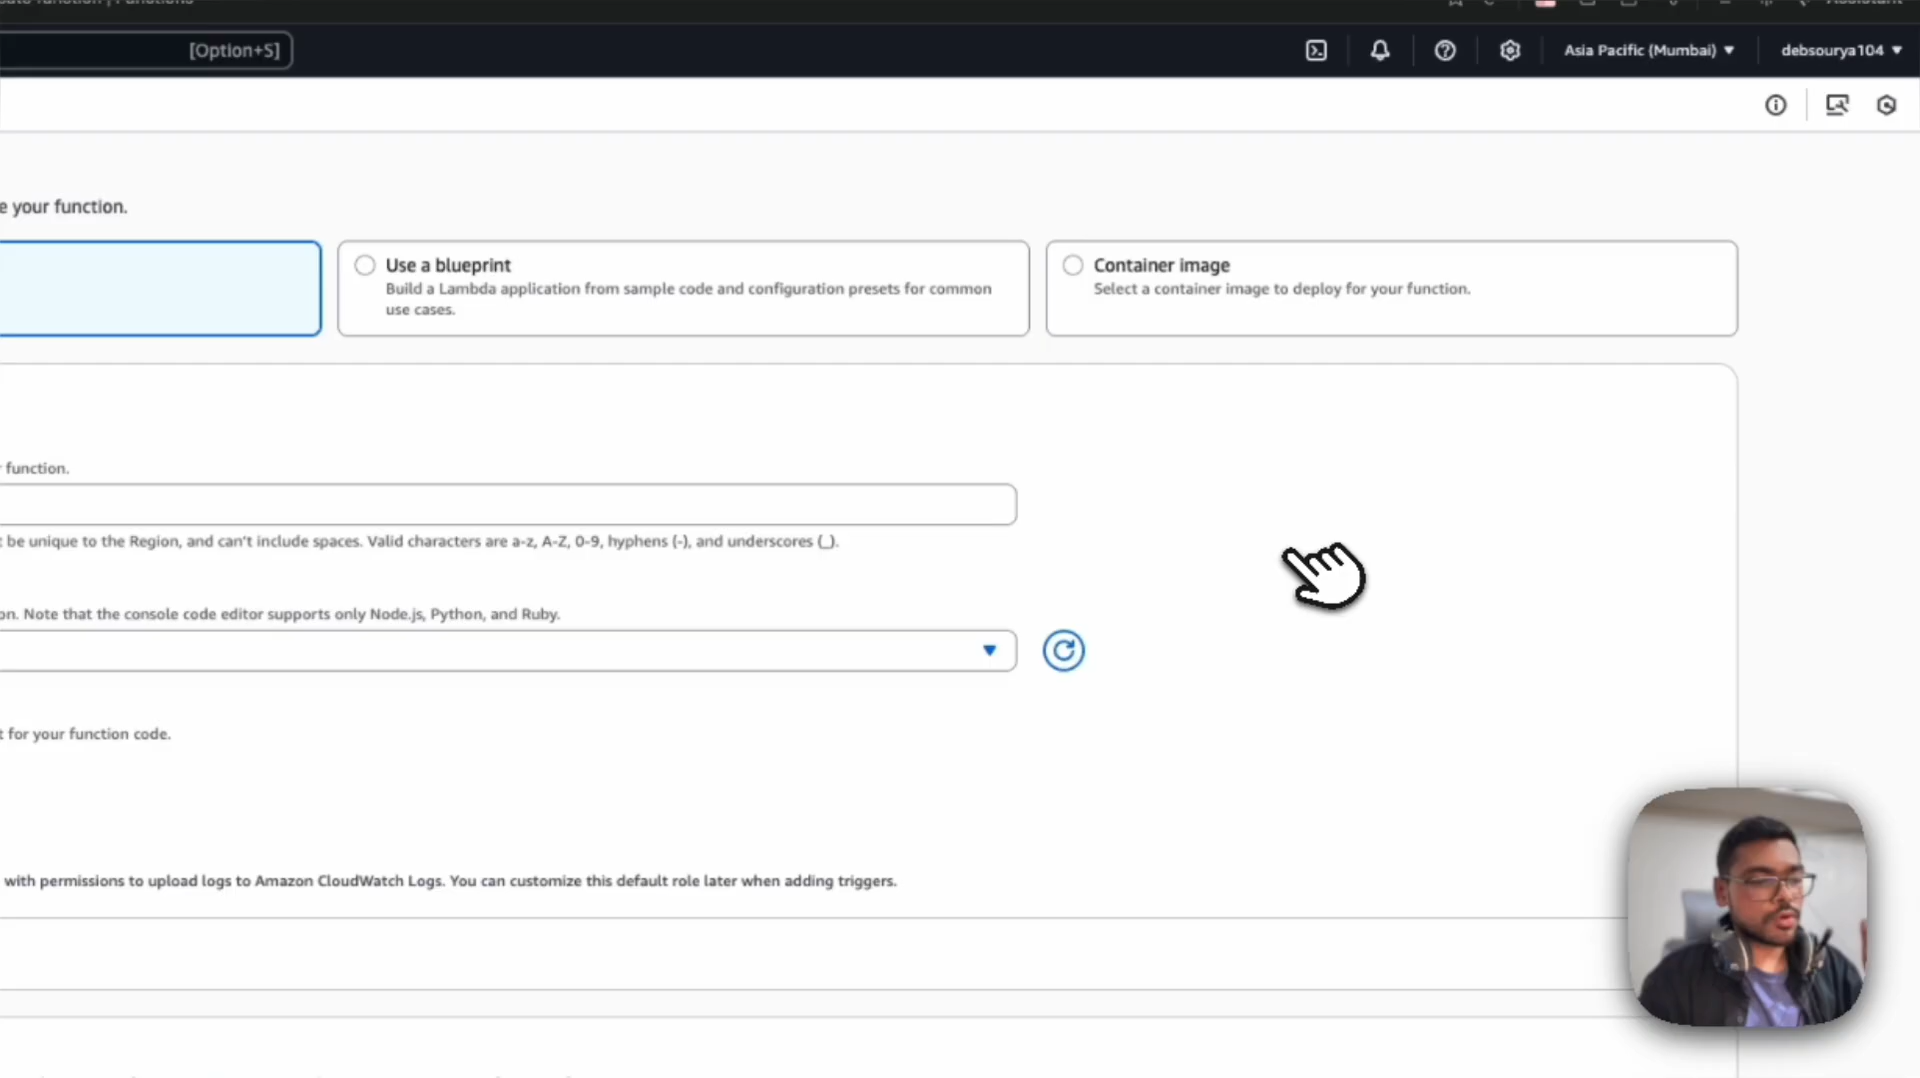 [Option+S]
Asia Pacific (Mumbai)
debsourya104
e your function.
Use a blueprint
Build a Lambda application from sample code and configuration presets for common
use cases.
Container image
Select a container image to deploy for your function.
function.
t be unique to the Region, and can't include spaces. Valid characters are a-z, A-Z, 0-9, hyphens (-), and underscores (_).
on. Note that the console code editor supports only Node.js, Python, and Ruby.
t for your function code.
with permissions to upload logs to Amazon CloudWatch Logs. You can customize this default role later when adding triggers.